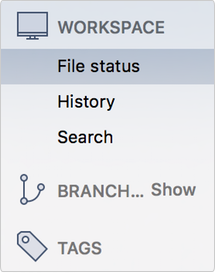 WORKSPACE
File status
History
Search
BRANCH... Show
TAGS